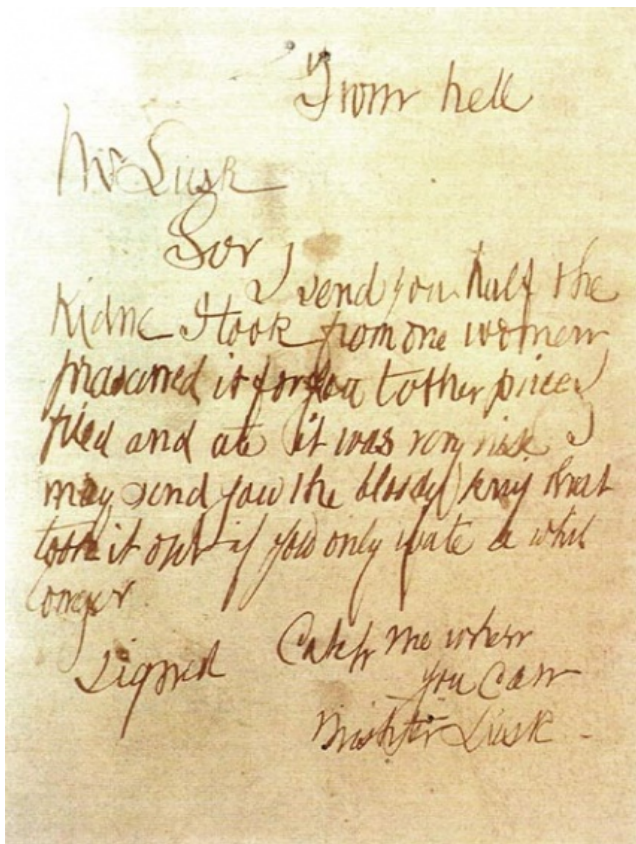 From hell
Mr Lusk
Sor
I send you half the
Kidne I took from one women
prasarved it for you tother piece I
fried and ate it was very nise I
may send you the bloody knif that
took it out if you only wate a whil
longer
signed
Catch me when
you can
Mishter Lusk